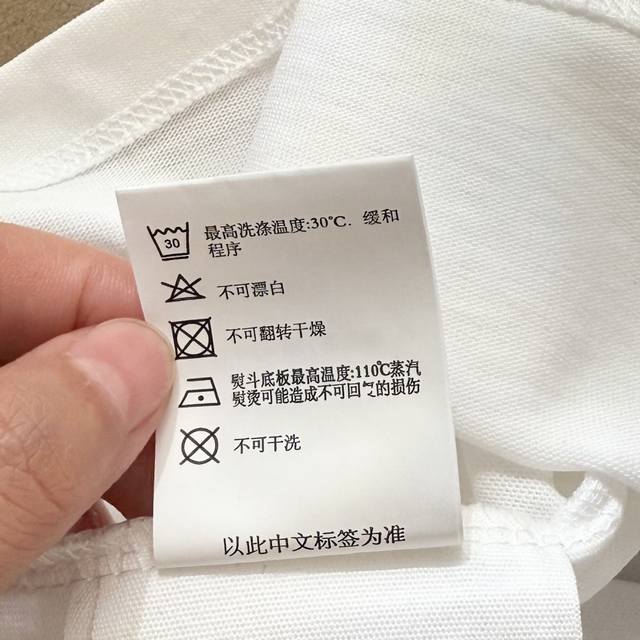 30
最高洗涤温度:30℃. 缓和
程序
不可漂白
不可翻转干燥
熨斗底板最高温度:110℃蒸汽
熨烫可能造成不可回气的损伤
不可干洗
以此中文标签为准